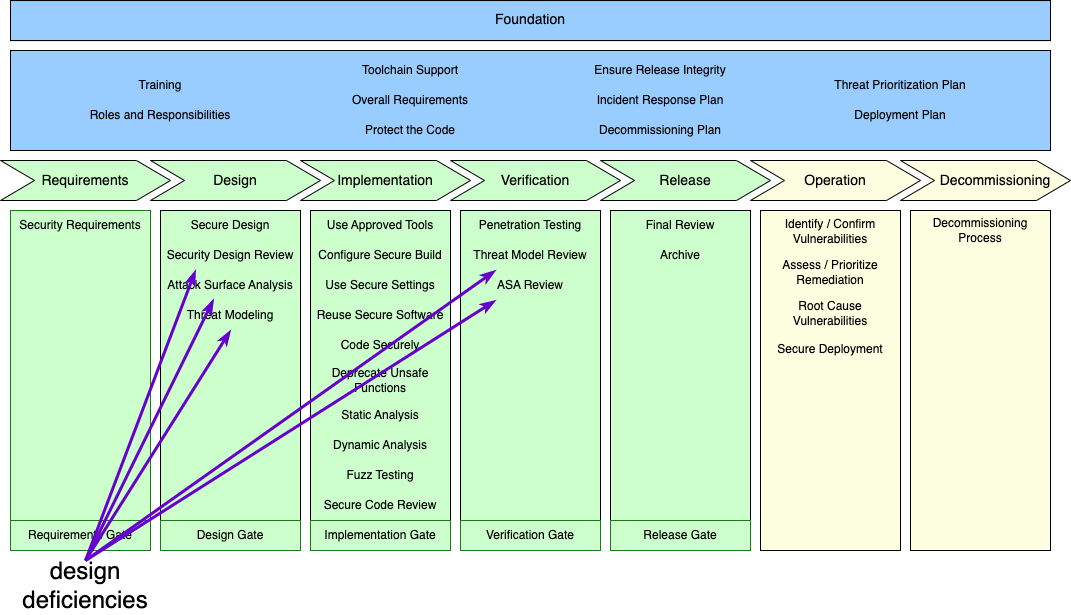 Foundation
Training
Roles and Responsibilities
Toolchain Support
Overall Requirements
Protect the Code
Ensure Release Integrity
Incident Response Plan
Decommissioning Plan
Threat Prioritization Plan
Deployment Plan
Requirements
Design
Implementation
Verification
Release
Operation
Decommissioning
Security Requirements
Requirements Gate
Secure Design
Security Design Review
Attack Surface Analysis
Threat Modeling
Design Gate
Use Approved Tools
Configure Secure Build
Use Secure Settings
Reuse Secure Software
Code Securely
Deprecate Unsafe
Functions
Static Analysis
Dynamic Analysis
Fuzz Testing
Secure Code Review
Implementation Gate
Penetration Testing
Threat Model Review
ASA Review
Verification Gate
Final Review
Archive
Release Gate
Identify / Confirm
Vulnerabilities
Assess / Prioritize
Remediation
Root Cause
Vulnerabilities
Secure Deployment
Decommissioning
Process
design
deficiencies